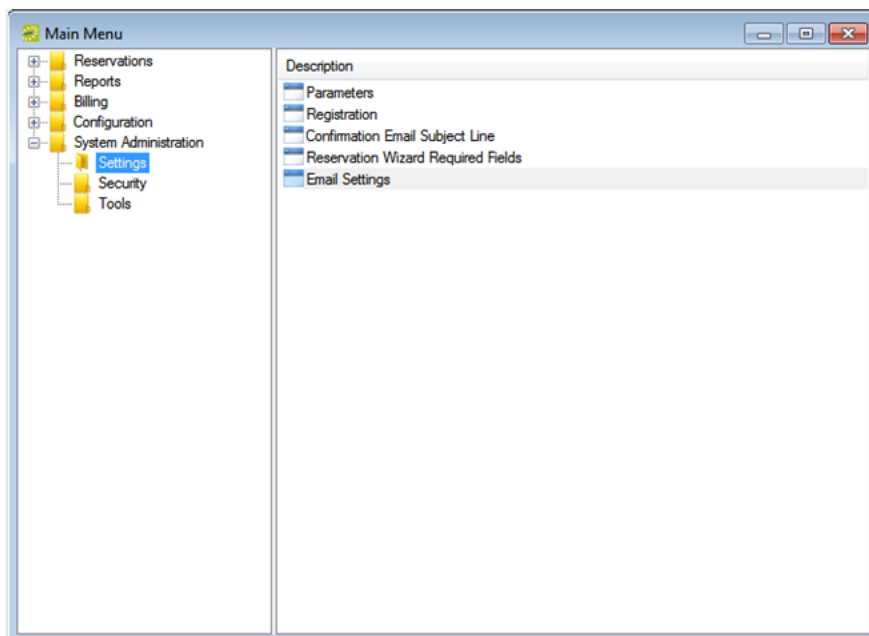 Main Menu
Reservations
Reports
Billing
Configuration
System Administration
Settings
Security
Tools
Description
Parameters
Registration
Confirmation Email Subject Line
Reservation Wizard Required Fields
Email Settings